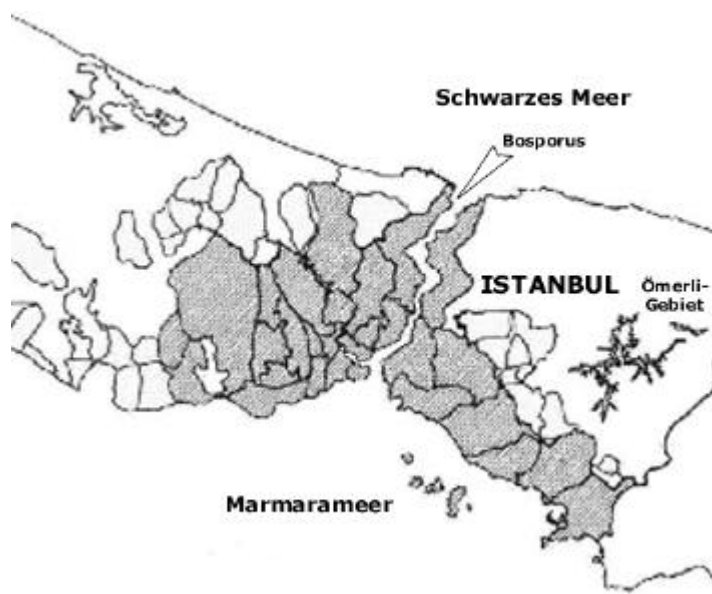 Schwarzes Meer
Bosporus
ISTANBUL
Ömerli-
Gebiet
Marmarameer